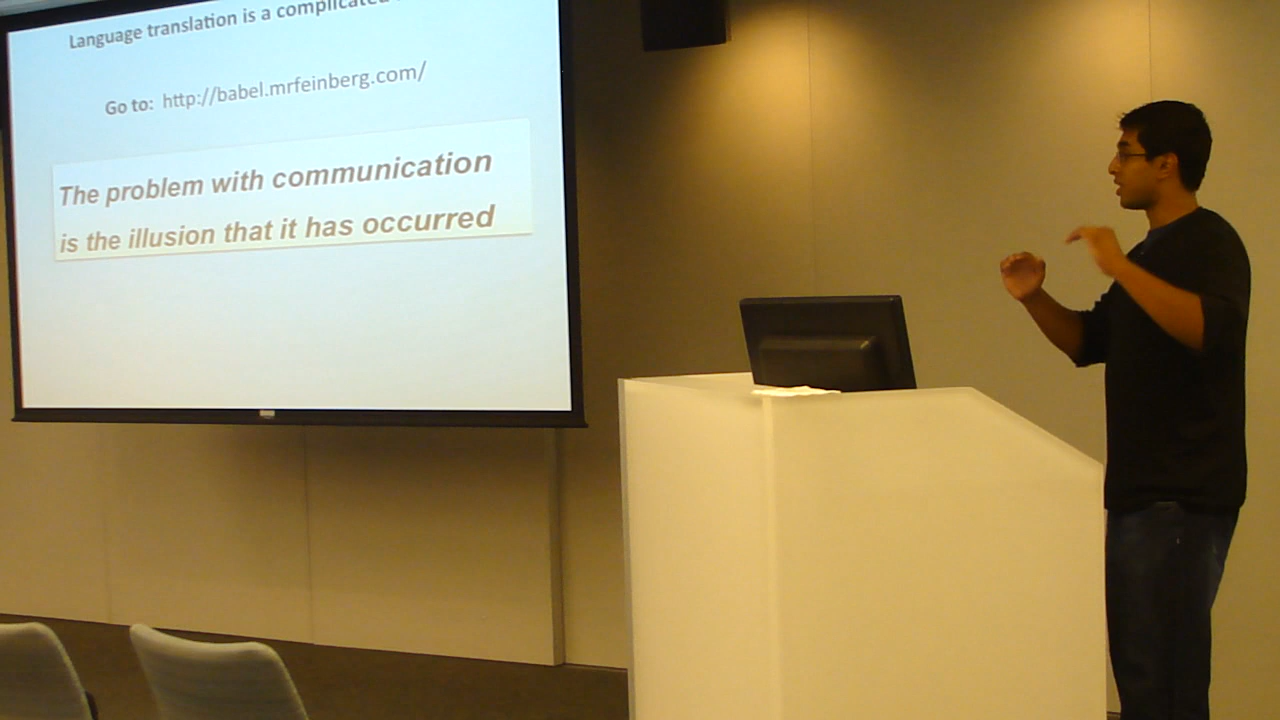 Language translation is a complicated
Go to: http://babel.mrfeinberg.com/
The problem with communication
is the illusion that it has occurred